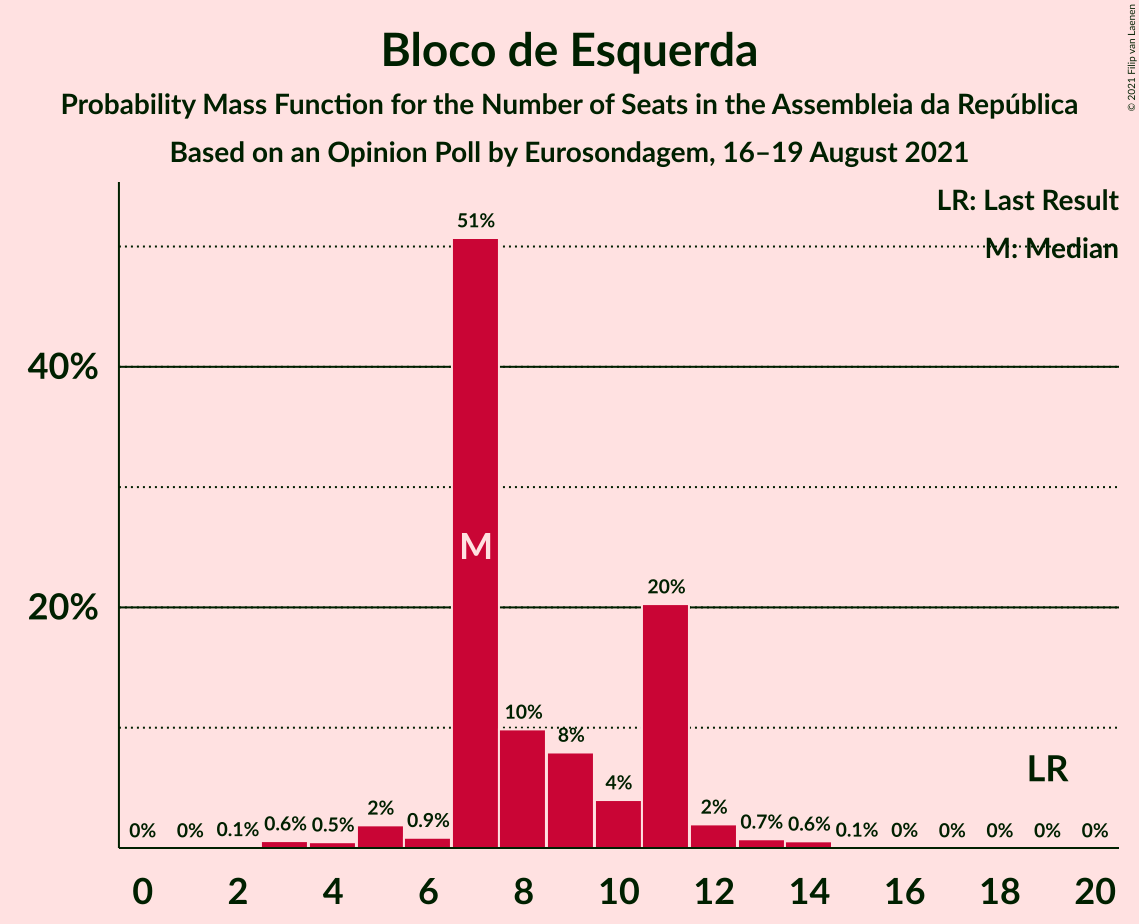 Bloco de Esquerda
Probability Mass Function for the Number of Seats in the Assembleia da República
Based on an Opinion Poll by Eurosondagem, 16–19 August 2021
© 2021 Filip van Laenen
LR: Last Result
M: Median
40%
20%
0% 0% 0.1% 0.6% 0.5% 2% 0.9% 51% 10% 8% 4% 20% 2% 0.7% 0.6% 0.1% 0% 0% 0% 0% 0%
M
LR
0 2 4 6 8 10 12 14 16 18 20